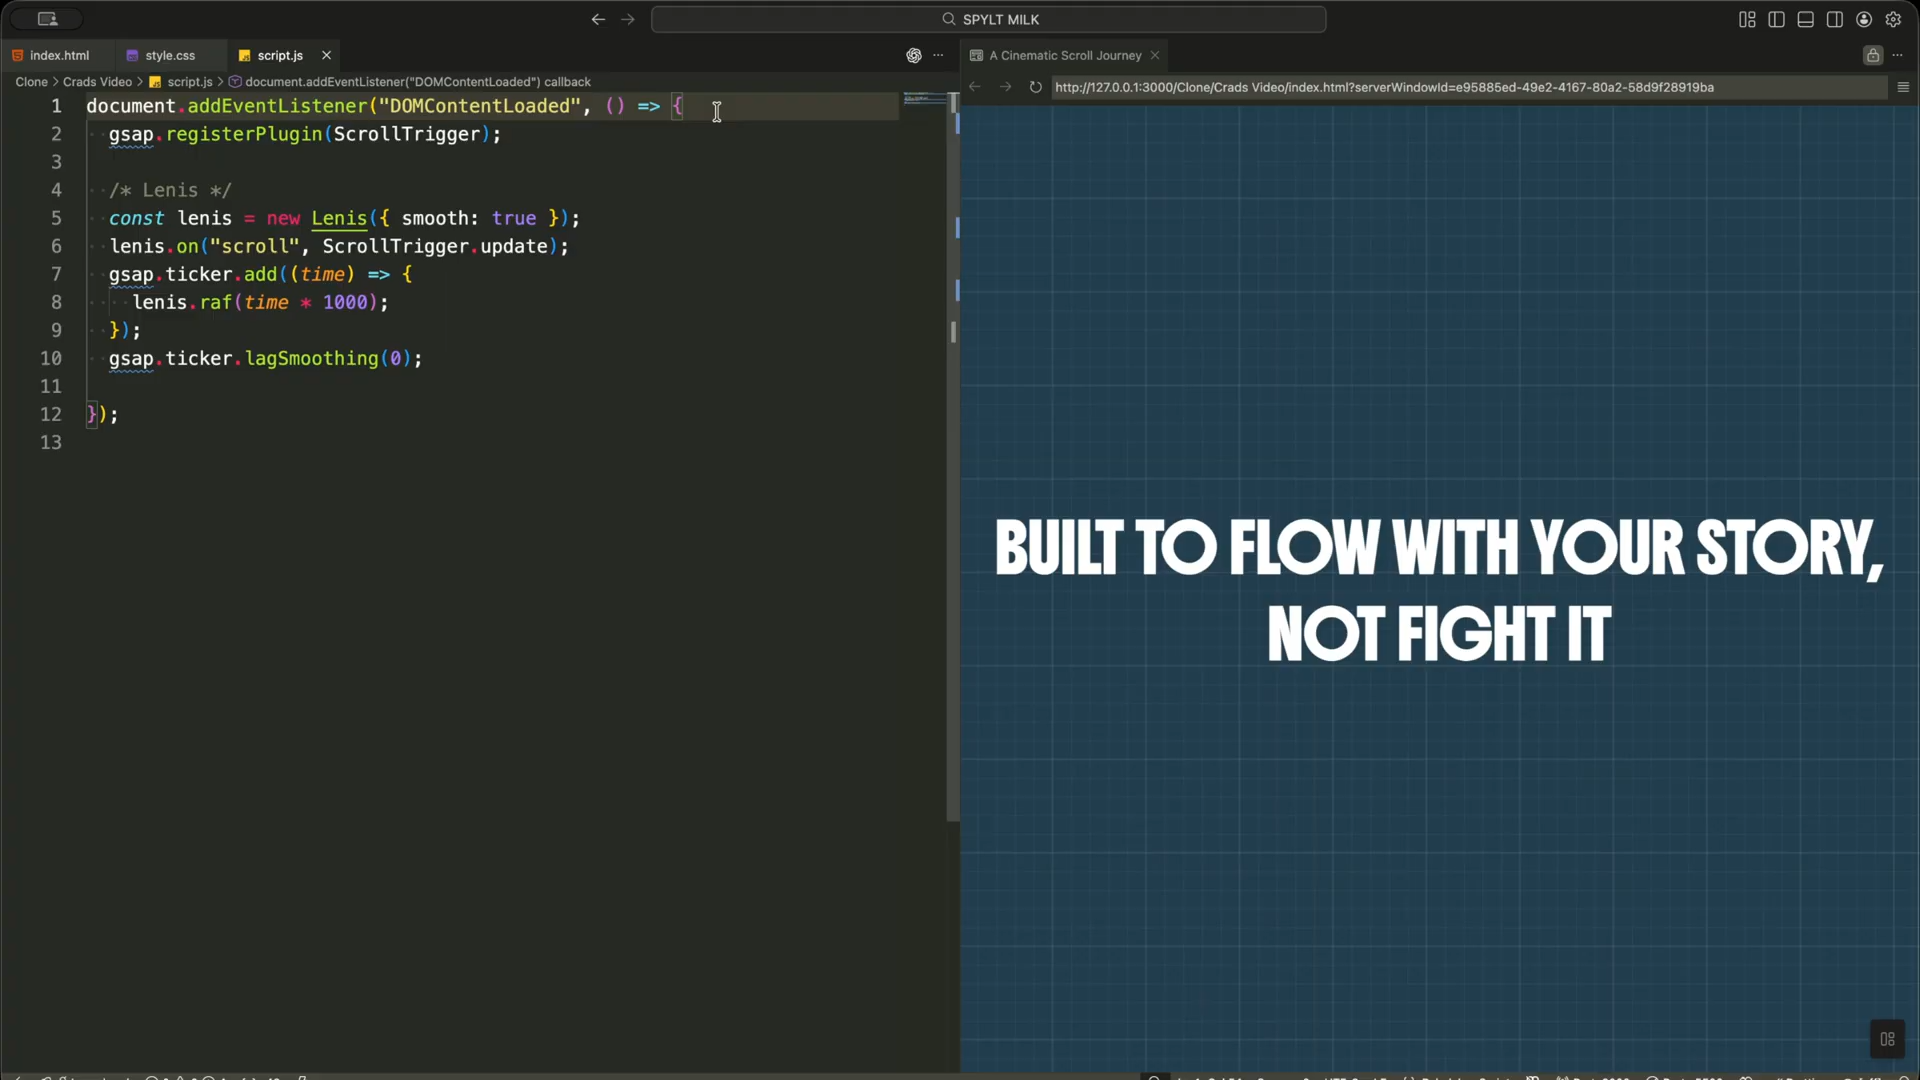 SPYLT MILK
index.html
style.css
script.js
A Cinematic Scroll Journey
Clone > Crads Video > script.js > document.addEventListener("DOMContentLoaded") callback
http://127.0.0.1:3000/Clone/Crads Video/index.html?serverWindowId=e95885ed-49e2-4167-80a2-58d9f28919ba
1 document.addEventListener("DOMContentLoaded", () => {
2 gsap.registerPlugin(ScrollTrigger);
3
4 /* Lenis */
5 const lenis = new Lenis({ smooth: true });
6 lenis.on("scroll", ScrollTrigger.update);
7 gsap.ticker.add((time) => {
8 lenis.raf(time * 1000);
9 });
10 gsap.ticker.lagSmoothing(0);
11
12 });
13
BUILT TO FLOW WITH YOUR STORY,
NOT FIGHT IT